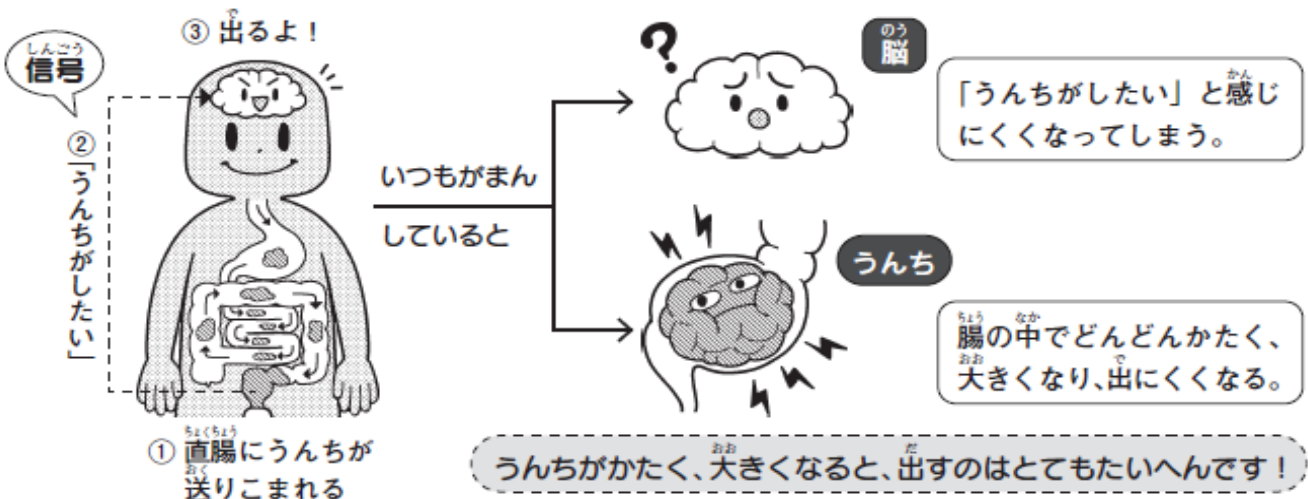 ③ 出るよ！
信号
②「うんちがしたい」
① 直腸にうんちが
送りこまれる
いつもがまん
していると
脳
「うんちがしたい」と感じ
にくくなってしまう。
うんち
腸の中でどんどんかたく、
大きくなり、出にくくなる。
うんちがかたく、大きくなると、出すのはとてもたいへんです！